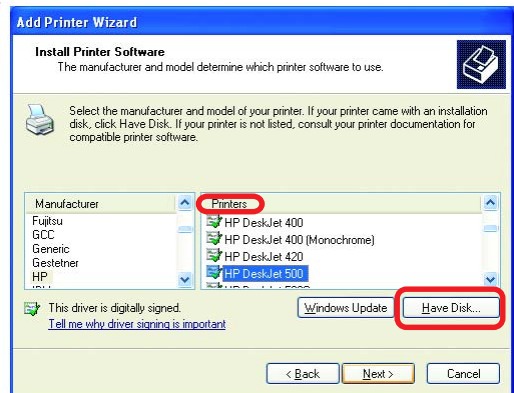 Add Printer Wizard
Install Printer Software
The manufacturer and model determine which printer software to use.
Select the manufacturer and model of your printer. If your printer came with an installation
disk, click Have Disk. If your printer is not listed, consult your printer documentation for
compatible printer software.
Manufacturer
Fujitsu
GCC
Generic
Gestetner
HP
Printers
HP DeskJet 400
HP DeskJet 400 (Monochrome)
HP DeskJet 420
HP DeskJet 500
This driver is digitally signed.
Tell me why driver signing is important
Windows Update
Have Disk...
< Back
Next >
Cancel